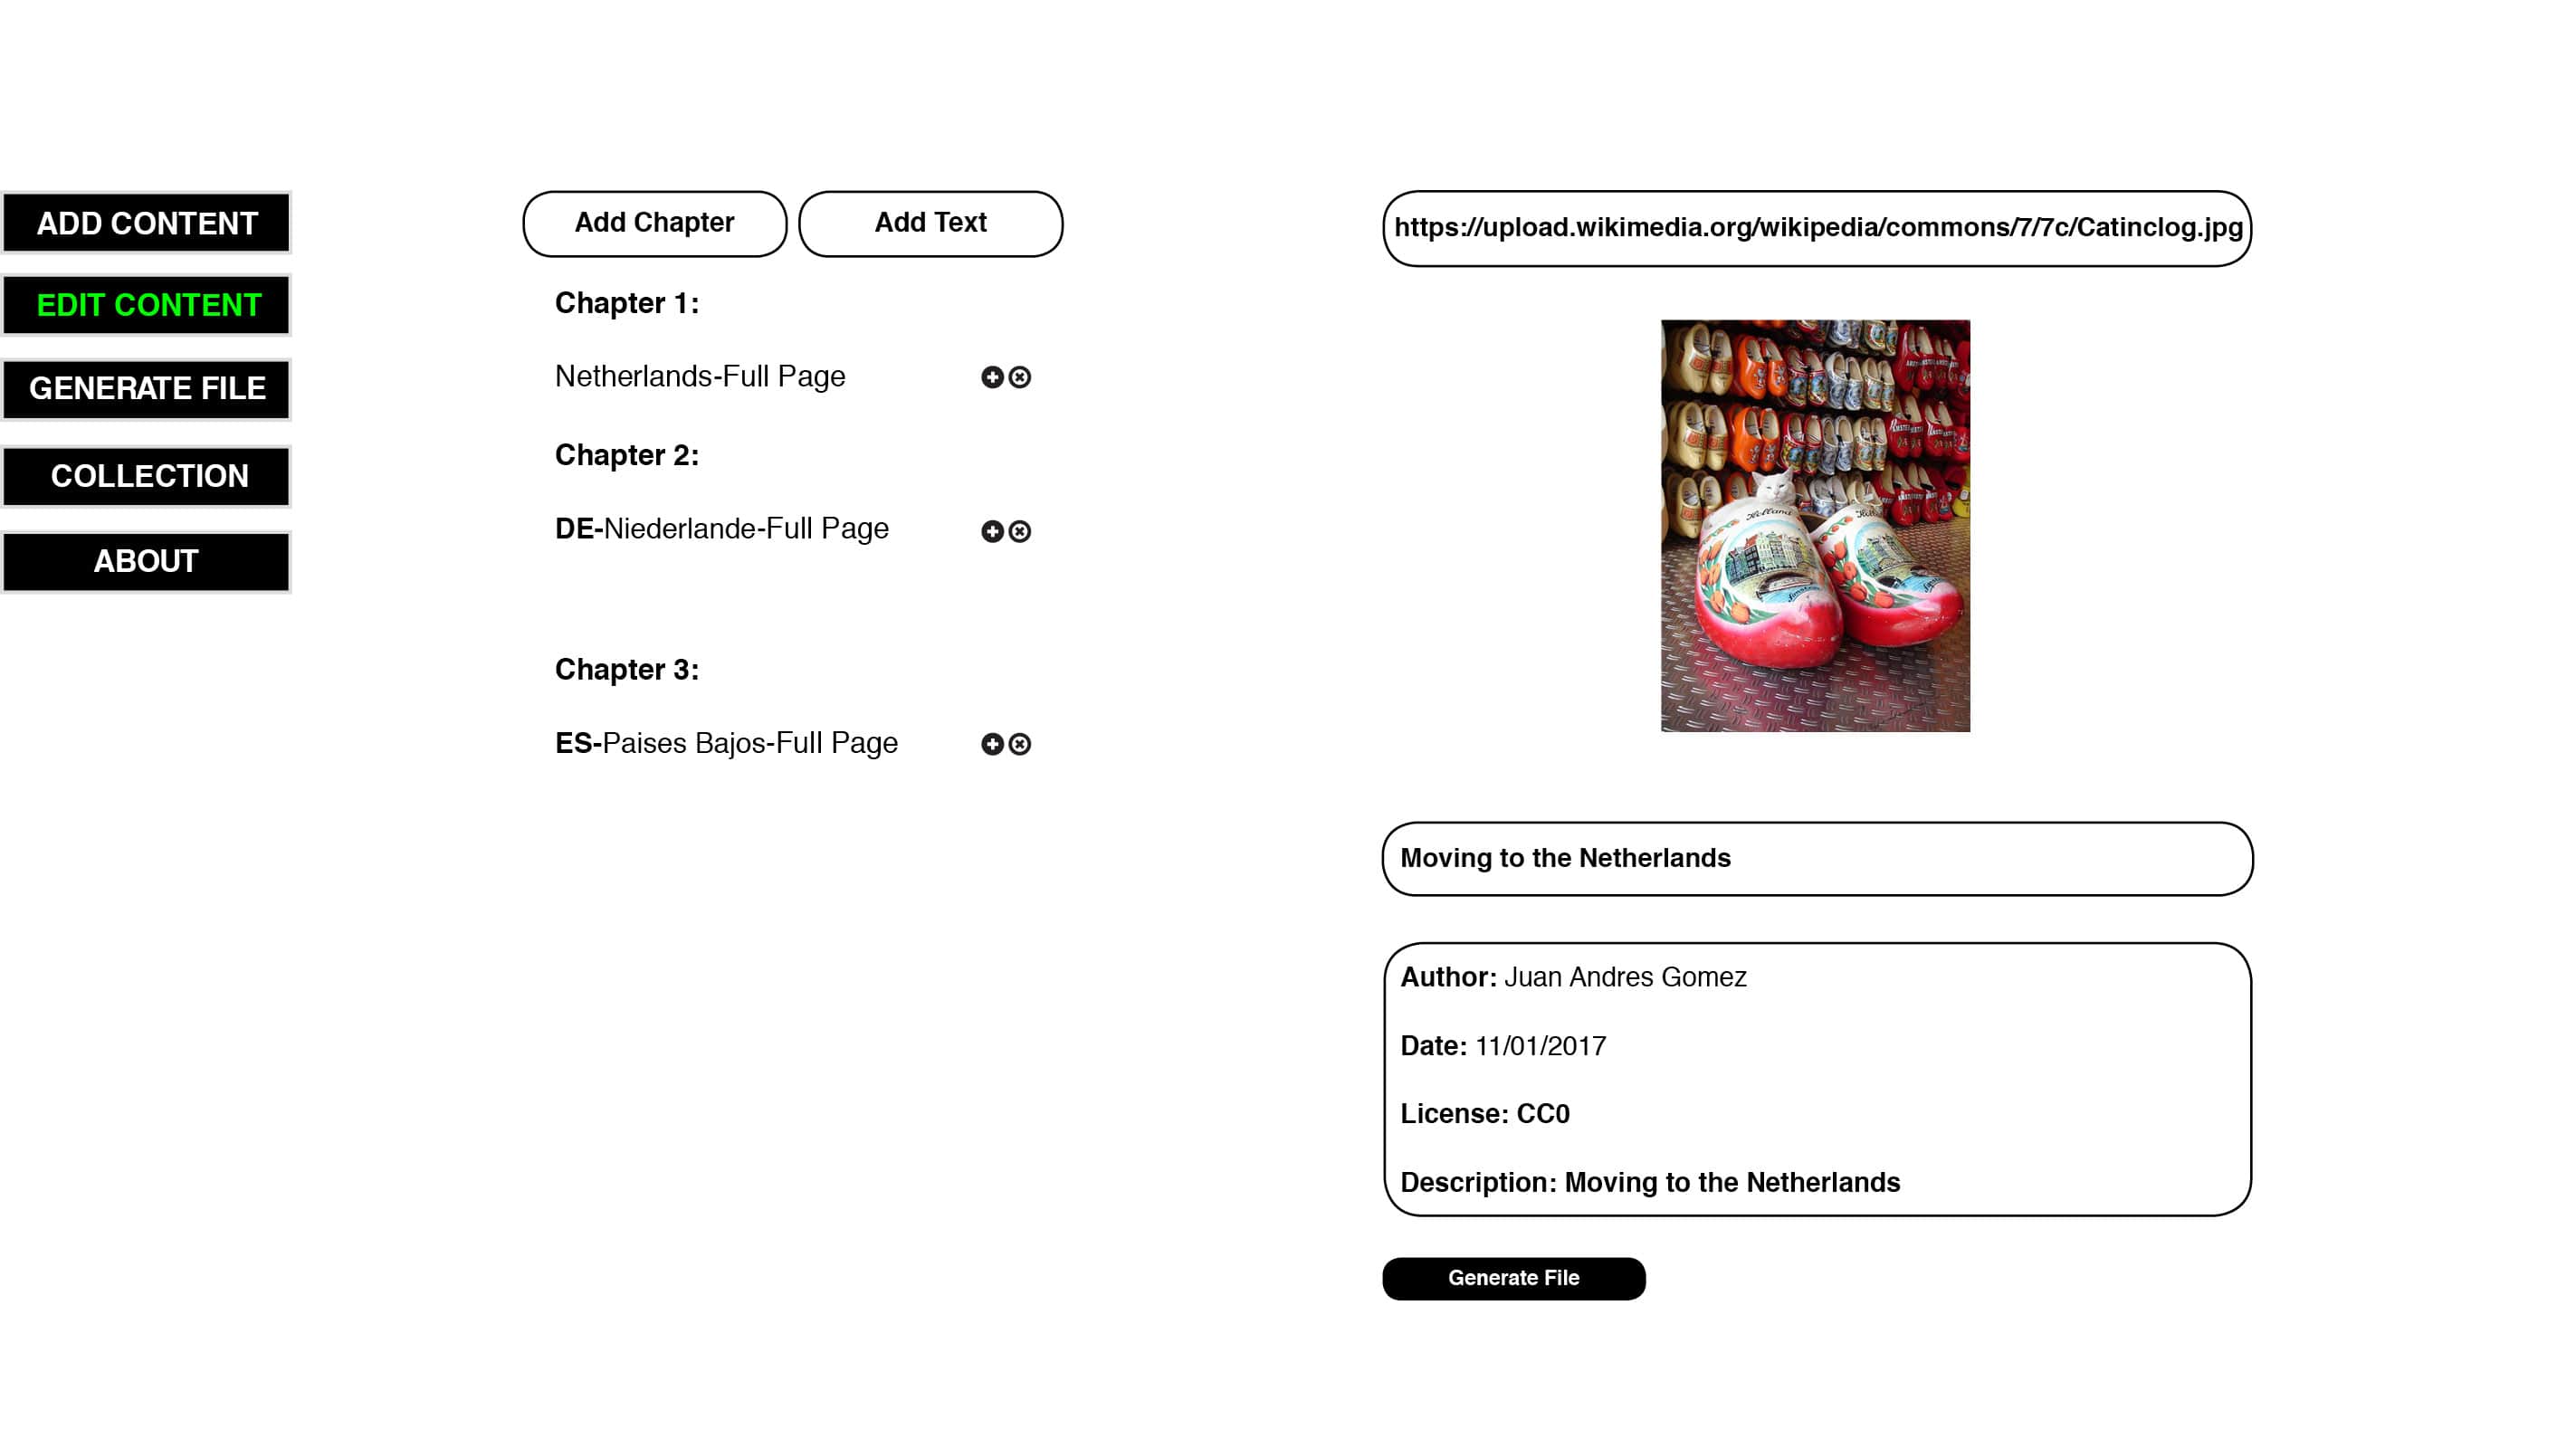 ADD CONTENT
EDIT CONTENT
GENERATE FILE
COLLECTION
ABOUT
Add Chapter
Add Text
Chapter 1:
Netherlands-Full Page
Chapter 2:
DE-Niederlande-Full Page
Chapter 3:
ES-Paises Bajos-Full Page
https://upload.wikimedia.org/wikipedia/commons/7/7c/Catinclog.jpg
Holland
Moving to the Netherlands
Author: Juan Andres Gomez
Date: 11/01/2017
License: CC0
Description: Moving to the Netherlands
Generate File